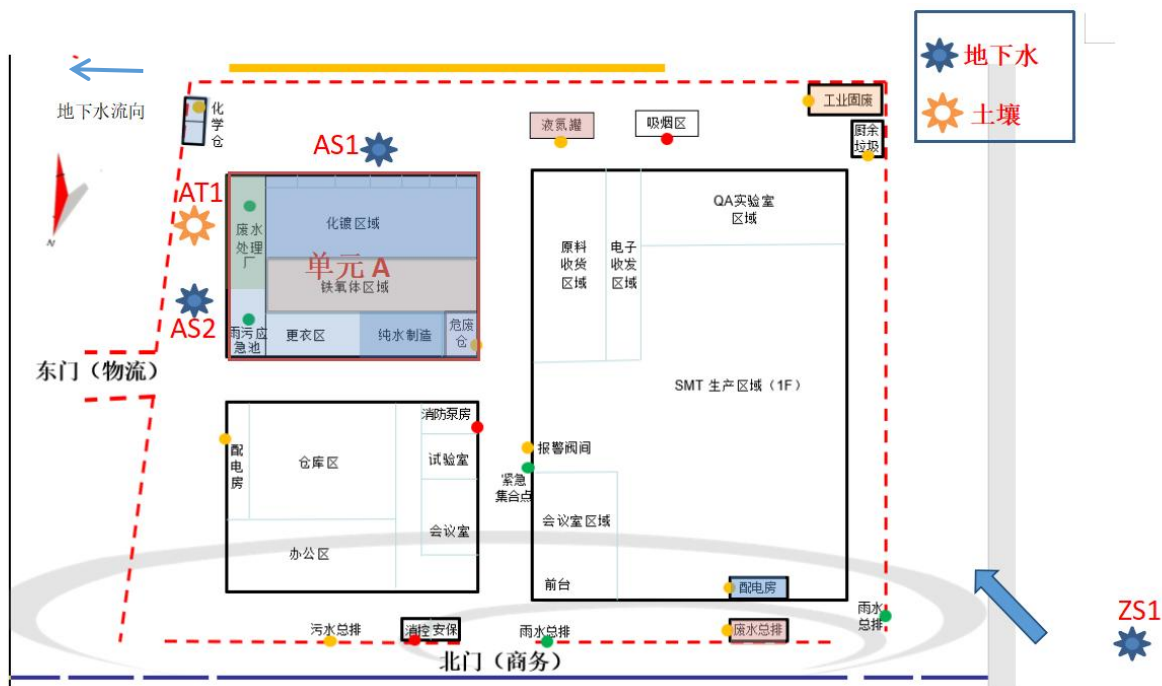 地下水
土壤
地下水流向
N
化
学
仓
AS1
液氮罐
吸烟区
工业固废
厨余
垃圾
AT1
废水
处理
厂
化镀区域
单元 A
铁氧体区域
AS2
雨污应
急池
更衣区
纯水制造
危废
仓
QA实验室
区域
原料
收货
区域
电子
收发
区域
SMT 生产区域（1F）
东门（物流）
消防泵房
配
电
房
仓库区
试验室
会议室
办公区
报警阀间
紧急
集合点
会议室区域
前台
配电房
雨水
总排
污水总排
消控安保
雨水总排
废水总排
北门（商务）
ZS1